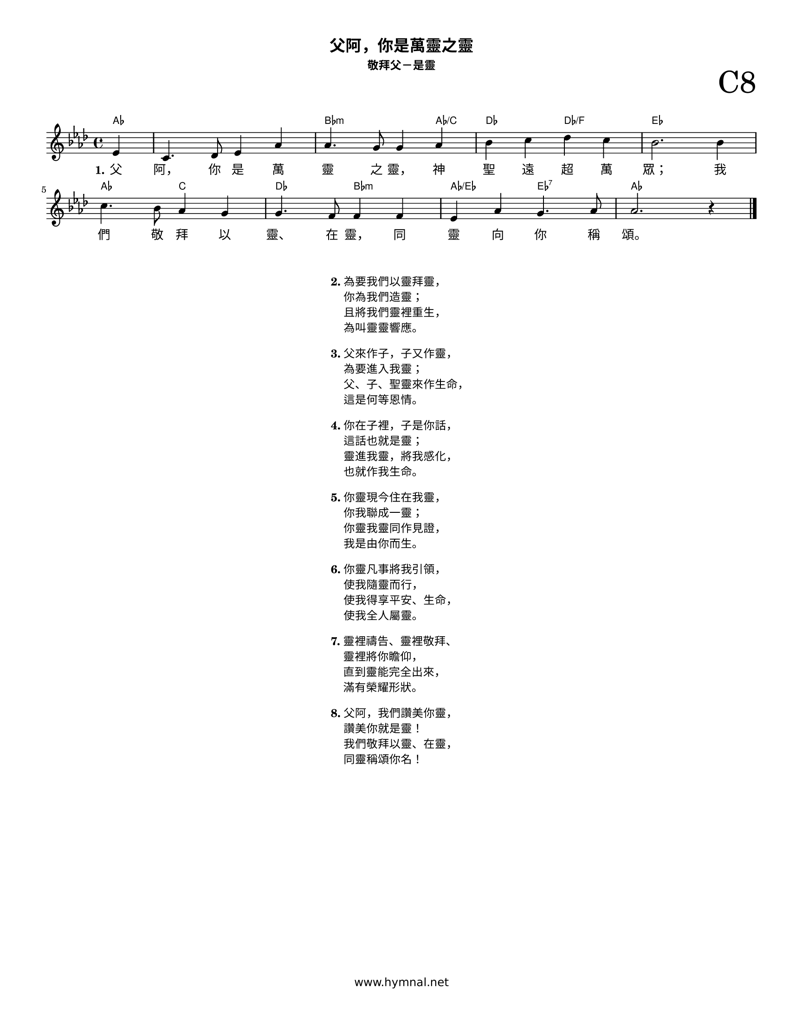 父阿，你是萬靈之靈
敬拜父－是靈
C8
A♭ B♭m A♭/C D♭ D♭/F E♭
1. 父 阿， 你 是 萬 靈 之 靈， 神 聖 遠 超 萬 眾； 我
5 A♭ C D♭ B♭m A♭/E♭ E♭7 A♭
們 敬 拜 以 靈、 在 靈， 同 靈 向 你 稱 頌。
2. 為要我們以靈拜靈，
你為我們造靈；
且將我們靈裡重生，
為叫靈靈響應。
3. 父來作子，子又作靈，
為要進入我靈；
父、子、聖靈來作生命，
這是何等恩情。
4. 你在子裡，子是你話，
這話也就是靈；
靈進我靈，將我感化，
也就作我生命。
5. 你靈現今住在我靈，
你我聯成一靈；
你靈我靈同作見證，
我是由你而生。
6. 你靈凡事將我引領，
使我隨靈而行，
使我得享平安、生命，
使我全人屬靈。
7. 靈裡禱告、靈裡敬拜、
靈裡將你瞻仰，
直到靈能完全出來，
滿有榮耀形狀。
8. 父阿，我們讚美你靈，
讚美你就是靈！
我們敬拜以靈、在靈，
同靈稱頌你名！
www.hymnal.net